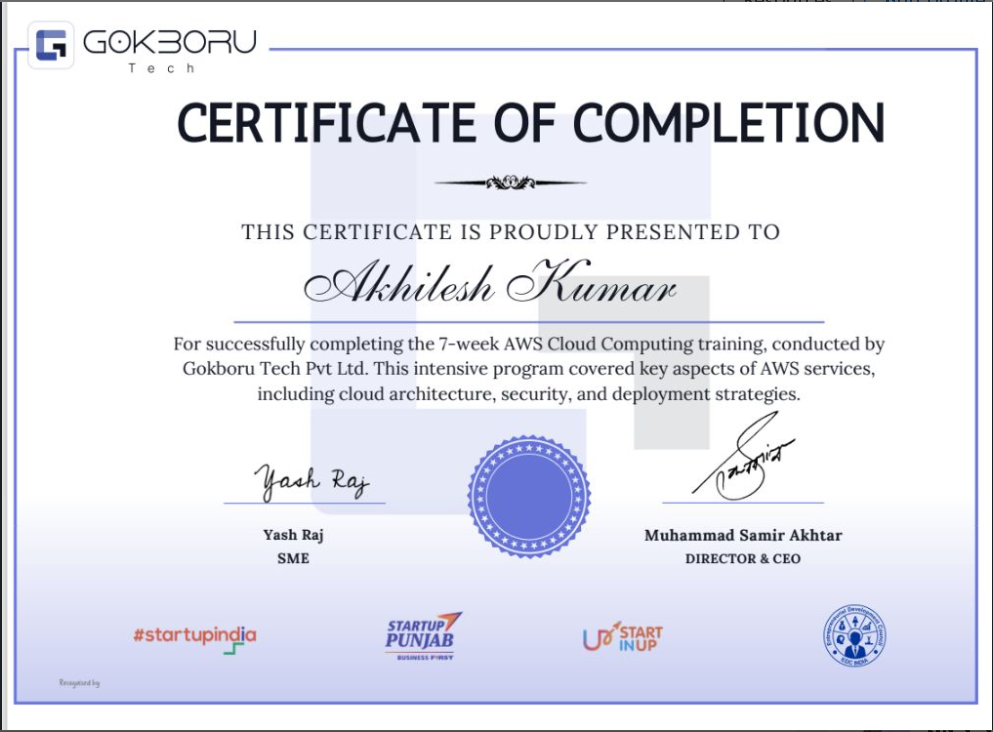 GOKBORU
Tech
CERTIFICATE OF COMPLETION
THIS CERTIFICATE IS PROUDLY PRESENTED TO
Akhilesh Kumar
For successfully completing the 7-week AWS Cloud Computing training, conducted by
Gokboru Tech Pvt Ltd. This intensive program covered key aspects of AWS services,
including cloud architecture, security, and deployment strategies.
Yash Raj
Yash Raj
SME
Muhammad Samir Akhtar
DIRECTOR & CEO
#startupindia
STARTUP
PUNJAB
BUSINESS FIRST
UP START
IN UP
Entrepreneurial Development
EDC INDIA
Recognised by